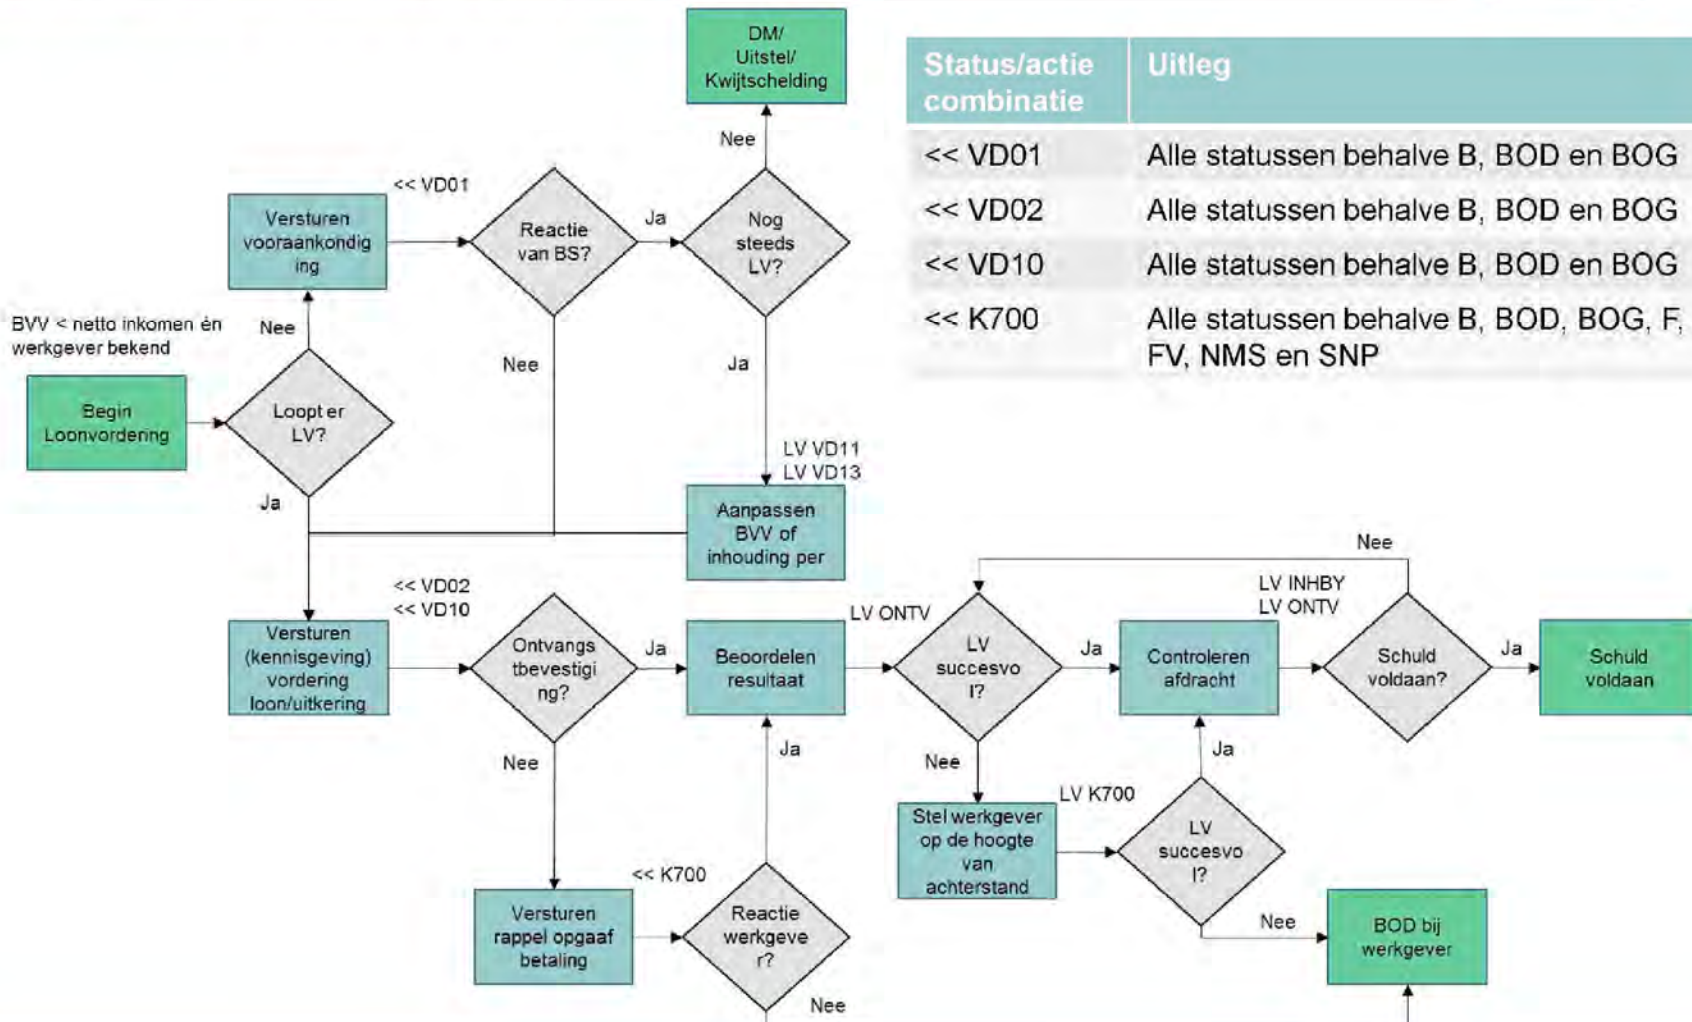 DM/
Uitstel/
Kwijtschelding
Status/actie
combinatie
Uitleg
<< VD01
Alle statussen behalve B, BOD en BOG
<< VD02
Alle statussen behalve B, BOD en BOG
<< VD10
Alle statussen behalve B, BOD en BOG
<< K700
Alle statussen behalve B, BOD, BOG, F,
FV, NMS en SNP
Nee
<< VD01
Versturen
vooraankondig
ing
Reactie
van BS?
Ja
Nog
steeds
LV?
BVV < netto inkomen én
werkgever bekend
Nee
Nee
Ja
Begin
Loonvordering
Loopt er
LV?
Ja
LV VD11
LV VD13
Aanpassen
BVV of
inhouding per
Nee
<< VD02
<< VD10
LV ONTV
LV INHBY
LV ONTV
Versturen
(kennisgeving)
vordering
loon/uitkering
Ontvangs
tbevestigi
ng?
Ja
Beoordelen
resultaat
LV
succesvo
l?
Ja
Controleren
afdracht
Schuld
voldaan?
Ja
Schuld
voldaan
Nee
Ja
Nee
Ja
LV K700
Stel werkgever
op de hoogte
van
achterstand
LV
succesvo
l?
<< K700
Versturen
rappel opgaaf
betaling
Reactie
werkgeve
r?
Nee
BOD bij
werkgever
Nee